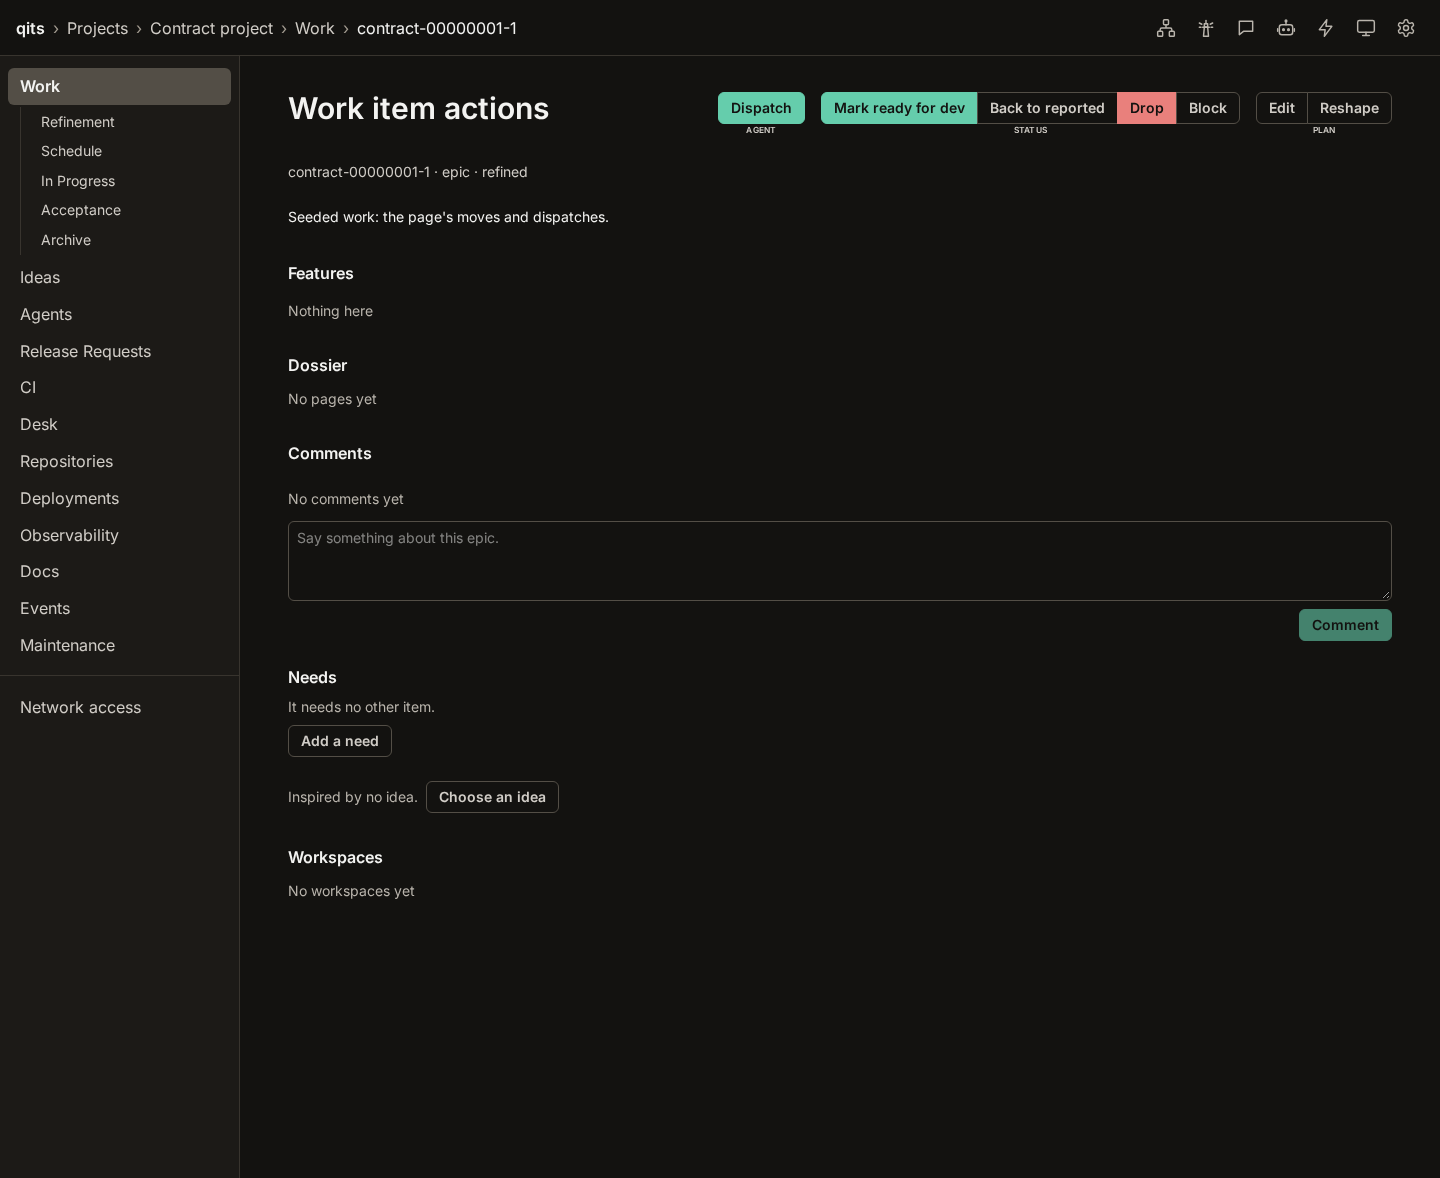 qits › Projects › Contract project › Work › contract-00000001-1
Work
Refinement
Schedule
In Progress
Acceptance
Archive
Ideas
Agents
Release Requests
CI
Desk
Repositories
Deployments
Observability
Docs
Events
Maintenance
Network access
Work item actions
Dispatch
AGENT
Mark ready for dev Back to reported Drop Block
STATUS
Edit Reshape
PLAN
contract-00000001-1 · epic · refined
Seeded work: the page's moves and dispatches.
Features
Nothing here
Dossier
No pages yet
Comments
No comments yet
Say something about this epic.
Comment
Needs
It needs no other item.
Add a need
Inspired by no idea. Choose an idea
Workspaces
No workspaces yet